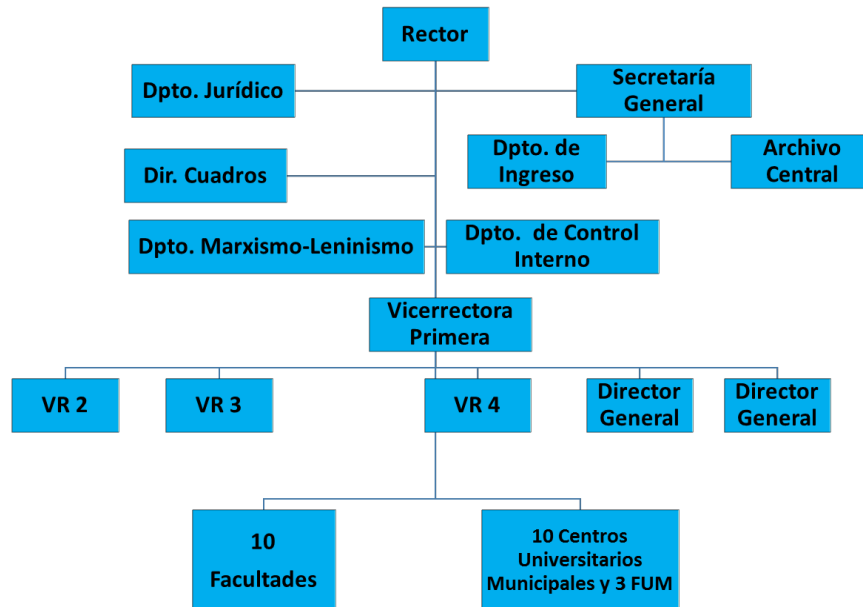 Rector
Dpto. Jurídico
Secretaría
General
Dpto. de
Ingreso
Archivo
Central
Dir. Cuadros
Dpto. Marxismo-Leninismo
Dpto. de Control
Interno
Vicerrectora
Primera
VR 2
VR 3
VR 4
Director
General
Director
General
10
Facultades
10 Centros
Universitarios
Municipales y 3 FUM